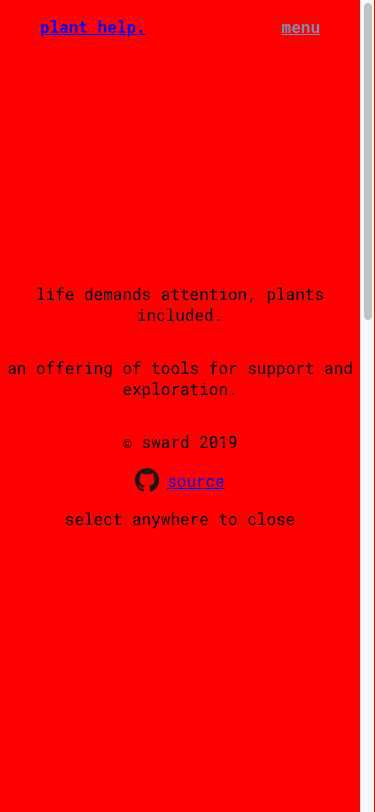 plant help. menu
life demands attention, plants
included.
an offering of tools for support and
exploration.
© sward 2019
source
select anywhere to close